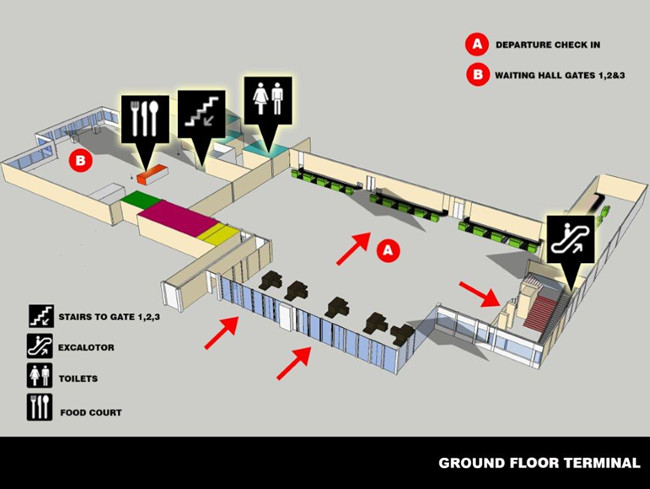 A DEPARTURE CHECK IN
B WAITING HALL GATES 1,2&3
B
A
STAIRS TO GATE 1,2,3
EXCALOTOR
TOILETS
FOOD COURT
GROUND FLOOR TERMINAL